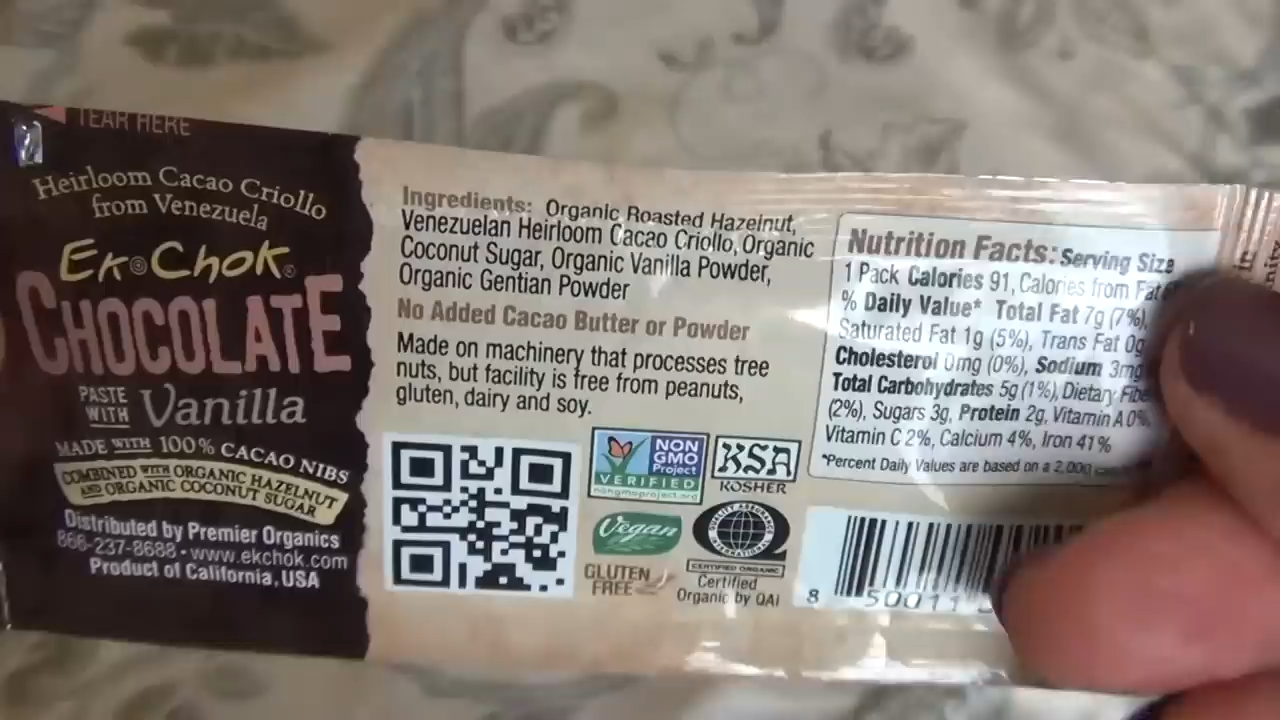 TEAR HERE
Heirloom Cacao Criollo
from Venezuela
Ek Chok®
CHOCOLATE
PASTE
WITH
Vanilla
MADE WITH 100% CACAO NIBS
COMBINED WITH ORGANIC HAZELNUT
AND ORGANIC COCONUT SUGAR
Distributed by Premier Organics
866-237-8688 • www.ekchok.com
Product of California, USA
Ingredients: Organic Roasted Hazelnut,
Venezuelan Heirloom Cacao Criollo, Organic
Coconut Sugar, Organic Vanilla Powder,
Organic Gentian Powder
No Added Cacao Butter or Powder
Made on machinery that processes tree
nuts, but facility is free from peanuts,
gluten, dairy and soy.
NON
GMO
Project
VERIFIED
nongmoproject.org
KSA
KOSHER
Vegan
QUALITY ASSURANCE
INTERNATIONAL
CERTIFIED ORGANIC
GLUTEN
FREE
Certified
Organic by QAI
Nutrition Facts: Serving Size
1 Pack Calories 91, Calories from Fat
% Daily Value* Total Fat 7g (7%),
Saturated Fat 1g (5%), Trans Fat 0g
Cholesterol 0mg (0%), Sodium 3mg
Total Carbohydrates 5g (1%), Dietary Fibe
(2%), Sugars 3g, Protein 2g, Vitamin A 0%,
Vitamin C 2%, Calcium 4%, Iron 41%
*Percent Daily Values are based on a 2,000
8 50011